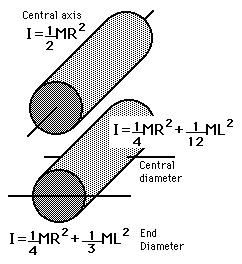 Central axis
I = 1/2 MR²
I = 1/4 MR² + 1/12 ML²
Central
diameter
I = 1/4 MR² + 1/3 ML²
End
Diameter